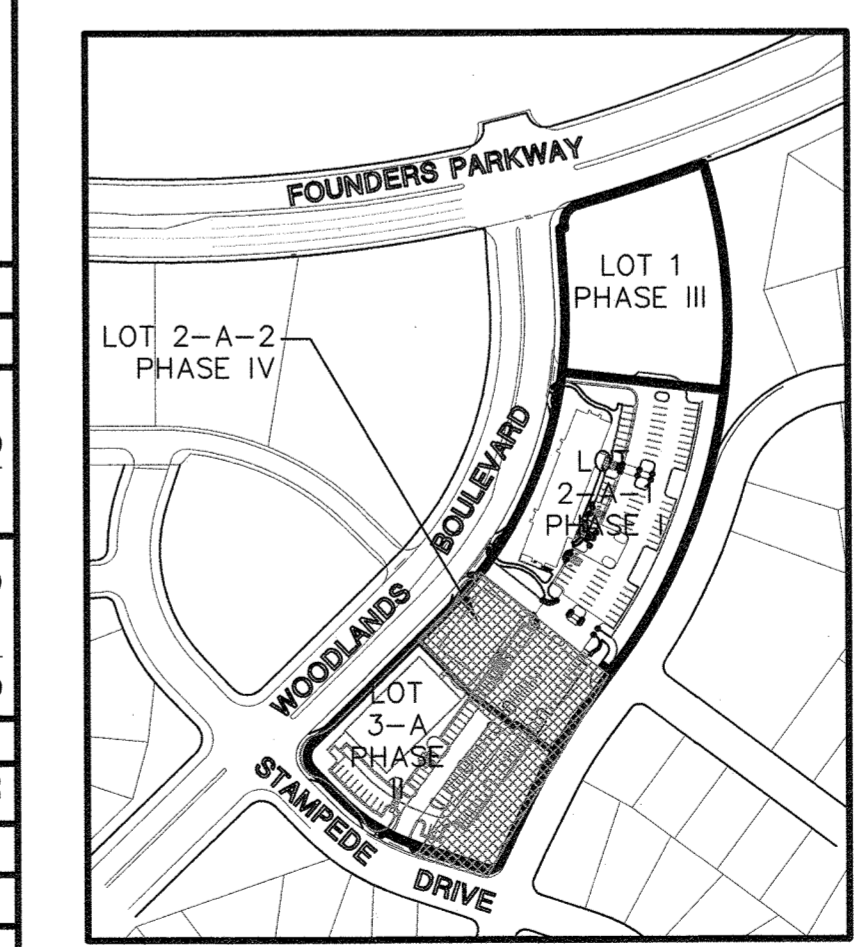 FOUNDERS PARKWAY
LOT 1
PHASE III
LOT 2-A-2
PHASE IV
WOODLANDS BOULEVARD
LOT
2-A-1
PHASE I
LOT
3-A
PHASE
II
STAMPEDE DRIVE